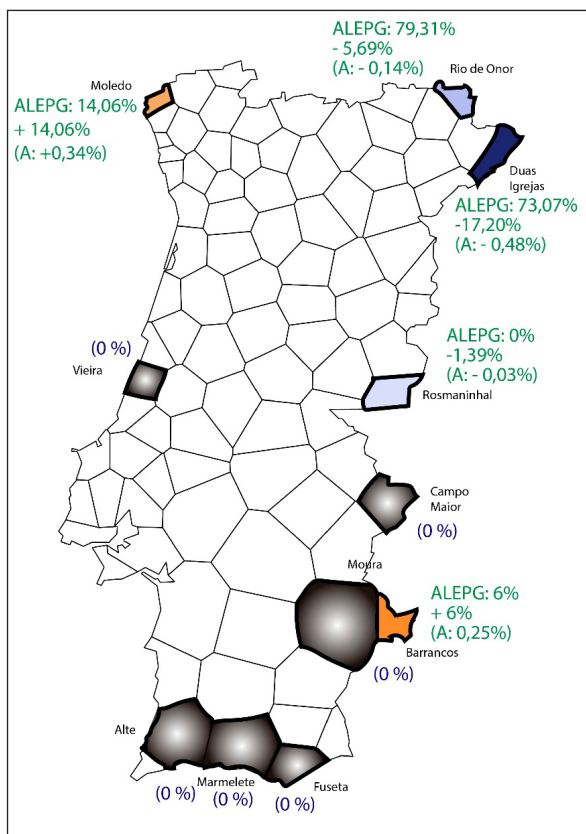 ALEPG: 79,31%
- 5,69%
(A: - 0,14%)
Rio de Onor
Moledo
ALEPG: 14,06%
+ 14,06%
(A: +0,34%)
Duas
Igrejas
ALEPG: 73,07%
-17,20%
(A: - 0,48%)
(0 %)
Vieira
ALEPG: 0%
-1,39%
(A: - 0,03%)
Rosmaninhal
Campo
Maior
(0 %)
Moura
ALEPG: 6%
+ 6%
(A: 0,25%)
Barrancos
(0 %)
Alte
Marmelete
Fuseta
(0 %)
(0 %)
(0 %)